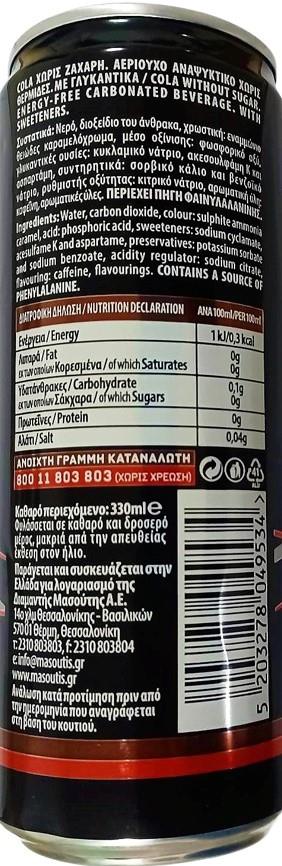 COLA ΧΩΡΙΣ ΖΑΧΑΡΗ. ΑΕΡΙΟΥΧΟ ΑΝΑΨΥΚΤΙΚΟ ΧΩΡΙΣ
ΘΕΡΜΙΔΕΣ. ΜΕ ΓΛΥΚΑΝΤΙΚΑ / COLA WITHOUT SUGAR.
ENERGY-FREE CARBONATED BEVERAGE. WITH
SWEETENERS.
Συστατικά: Νερό, διοξείδιο του άνθρακα, χρωστική: εναμμώνιο
θειώδες καραμελόχρωμα, μέσο οξίνισης: φωσφορικό οξύ,
γλυκαντικές ουσίες: κυκλαμικό νάτριο, ακεσουλφάμη Κ και
ασπαρτάμη, συντηρητικά: σορβικό κάλιο και βενζοϊκό
νάτριο, ρυθμιστής οξύτητας: κιτρικό νάτριο, αρωματική ύλη:
καφεΐνη, αρωματικές ύλες. ΠΕΡΙΕΧΕΙ ΠΗΓΗ ΦΑΙΝΥΛΑΛΑΝΙΝΗΣ.
Ingredients: Water, carbon dioxide, colour: sulphite ammonia
caramel, acid: phosphoric acid, sweeteners: sodium cyclamate,
acesulfame K and aspartame, preservatives: potassium sorbate
and sodium benzoate, acidity regulator: sodium citrate,
flavouring: caffeine, flavourings. CONTAINS A SOURCE OF
PHENYLALANINE.
ΔΙΑΤΡΟΦΙΚΗ ΔΗΛΩΣΗ / NUTRITION DECLARATION ΑΝΑ 100ml/PER 100ml
Ενέργεια / Energy 1 kJ/0,3 kcal
Λιπαρά / Fat 0g
εκ των οποίων Κορεσμένα / of which Saturates 0g
Υδατάνθρακες / Carbohydrate 0,1g
εκ των οποίων Σάκχαρα / of which Sugars 0g
Πρωτεΐνες / Protein 0g
Αλάτι / Salt 0,04g
ΑΝΟΙΧΤΗ ΓΡΑΜΜΗ ΚΑΤΑΝΑΛΩΤΗ
800 11 803 803 (ΧΩΡΙΣ ΧΡΕΩΣΗ)
41
ALU
Καθαρό περιεχόμενο: 330ml e
Φυλάσσεται σε καθαρό και δροσερό
μέρος, μακριά από την απευθείας
έκθεση στον ήλιο.
Παράγεται και συσκευάζεται στην
Ελλάδα για λογαριασμό της
Διαμαντής Μασούτης Α.Ε.
14ο χλμ Θεσσαλονίκης - Βασιλικών
570 01 Θέρμη, Θεσσαλονίκη
τ: 2310 803803, f: 2310 803804
e: info@masoutis.gr
www.masoutis.gr
Ανάλωση κατά προτίμηση πριν από
την ημερομηνία που αναγράφεται
στη βάση του κουτιού.
5 203278 049534 >